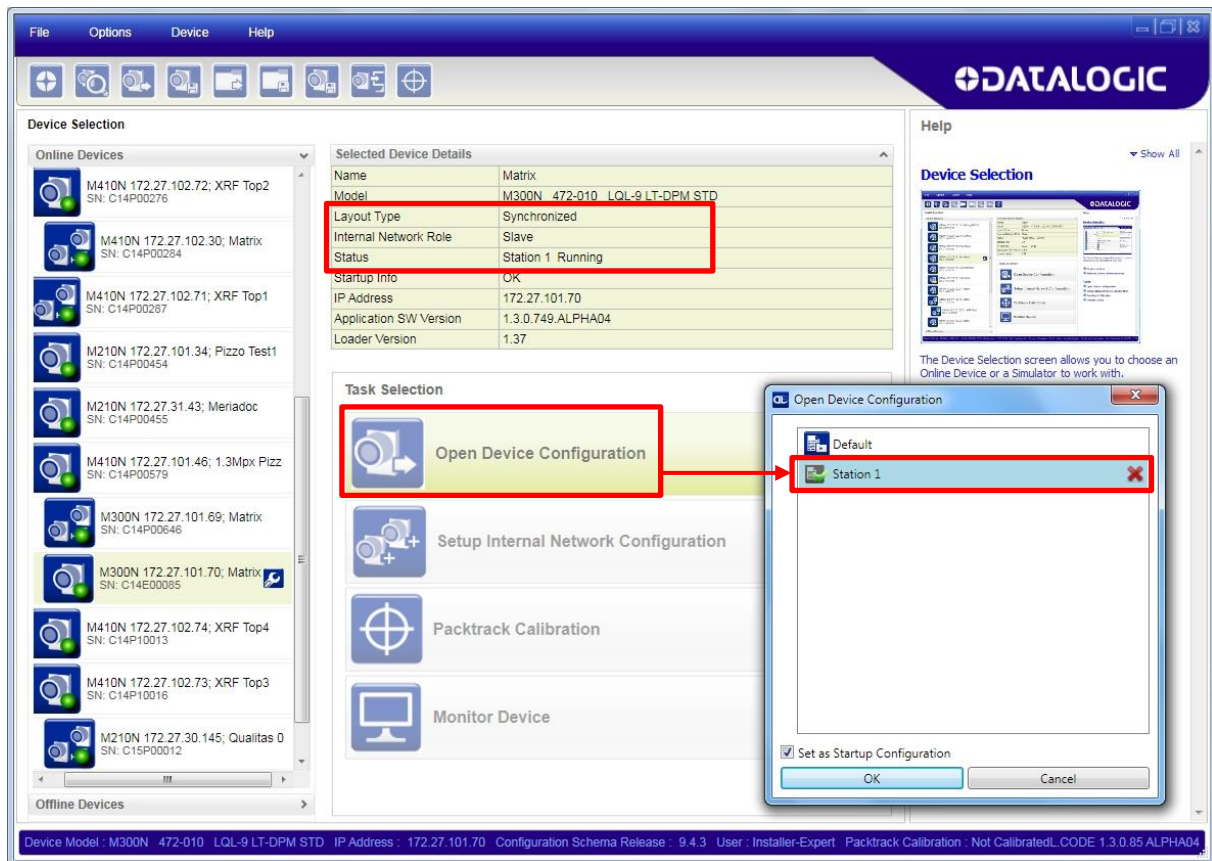 File Options Device Help
DATALOGIC
Device Selection
Online Devices
M410N 172.27.102.72; XRF Top2
SN: C14P00276
M410N 172.27.102.30; Matrix
SN: C14P00284
M410N 172.27.102.71; XRF Top1
SN: C14P00287
M210N 172.27.101.34; Pizzo Test1
SN: C14P00454
M210N 172.27.31.43; Meriadoc
SN: C14P00455
M410N 172.27.101.46; 1.3Mpx Pizz
SN: C14P00579
M300N 172.27.101.69; Matrix
SN: C14P00646
M300N 172.27.101.70; Matrix
SN: C14E00085
M410N 172.27.102.74; XRF Top4
SN: C14P10013
M410N 172.27.102.73; XRF Top3
SN: C14P10016
M210N 172.27.30.145; Qualitas 0
SN: C15P00012
Offline Devices
Selected Device Details
Name Matrix
Model M300N 472-010 LQL-9 LT-DPM STD
Layout Type Synchronized
Internal Network Role Slave
Status Station 1 Running
Startup Info OK
IP Address 172.27.101.70
Application SW Version 1.3.0.749.ALPHA04
Loader Version 1.37
Task Selection
Open Device Configuration
Setup Internal Network Configuration
Packtrack Calibration
Monitor Device
Help
Show All
Device Selection
The Device Selection screen allows you to choose an
Online Device or a Simulator to work with.
Open Device Configuration
Default
Station 1
Set as Startup Configuration
OK Cancel
Device Model : M300N 472-010 LQL-9 LT-DPM STD IP Address : 172.27.101.70 Configuration Schema Release : 9.4.3 User : Installer-Expert Packtrack Calibration : Not CalibratedL.CODE 1.3.0.85 ALPHA04